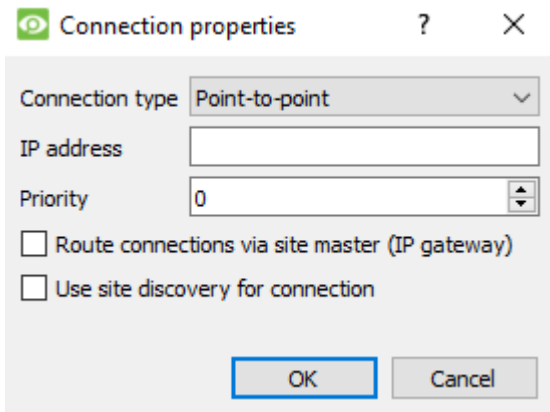 Connection properties ?
Connection type Point-to-point
IP address
Priority 0
Route connections via site master (IP gateway)
Use site discovery for connection
OK Cancel